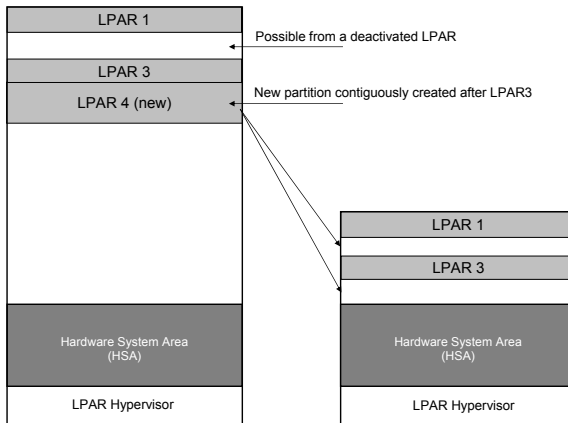 LPAR 1
Possible from a deactivated LPAR
LPAR 3
New partition contiguously created after LPAR3
LPAR 4 (new)
LPAR 1
LPAR 3
Hardware System Area
(HSA)
LPAR Hypervisor
Hardware System Area
(HSA)
LPAR Hypervisor